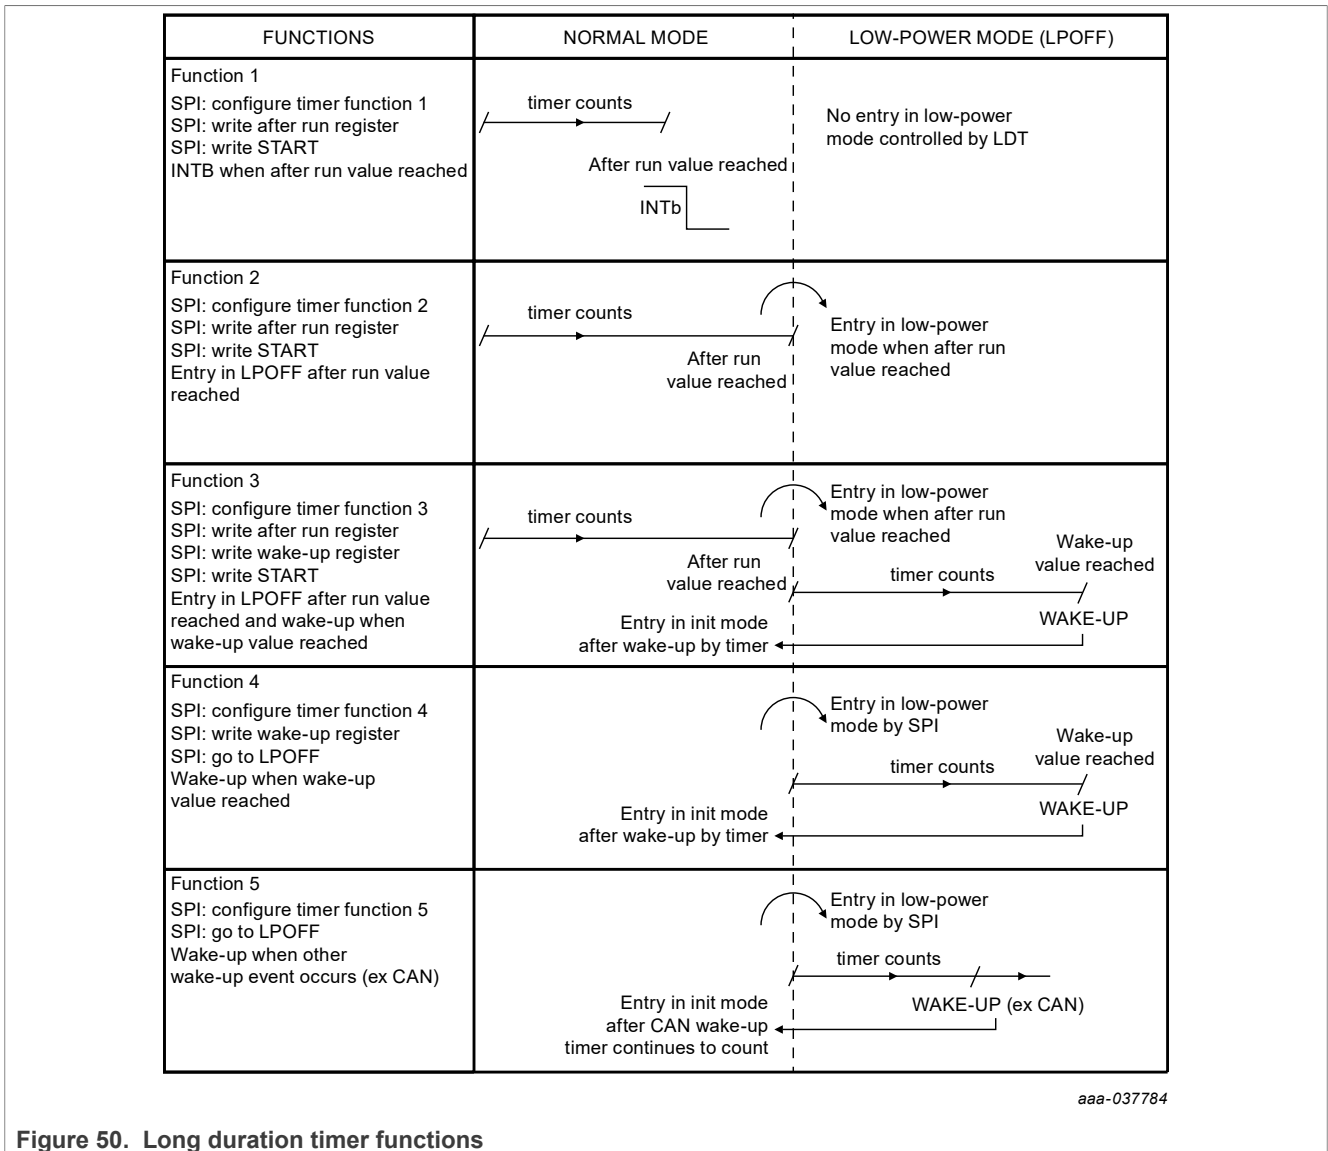 FUNCTIONS
NORMAL MODE
LOW-POWER MODE (LPOFF)
Function 1
SPI: configure timer function 1
SPI: write after run register
SPI: write START
INTB when after run value reached
timer counts
After run value reached
INTb
No entry in low-power
mode controlled by LDT
Function 2
SPI: configure timer function 2
SPI: write after run register
SPI: write START
Entry in LPOFF after run value
reached
timer counts
After run
value reached
Entry in low-power
mode when after run
value reached
Function 3
SPI: configure timer function 3
SPI: write after run register
SPI: write wake-up register
SPI: write START
Entry in LPOFF after run value
reached and wake-up when
wake-up value reached
timer counts
After run
value reached
Entry in init mode
after wake-up by timer
Entry in low-power
mode when after run
value reached
Wake-up
value reached
timer counts
WAKE-UP
Function 4
SPI: configure timer function 4
SPI: write wake-up register
SPI: go to LPOFF
Wake-up when wake-up
value reached
Entry in init mode
after wake-up by timer
Entry in low-power
mode by SPI
Wake-up
value reached
timer counts
WAKE-UP
Function 5
SPI: configure timer function 5
SPI: go to LPOFF
Wake-up when other
wake-up event occurs (ex CAN)
Entry in init mode
after CAN wake-up
timer continues to count
Entry in low-power
mode by SPI
timer counts
WAKE-UP (ex CAN)
aaa-037784
Figure 50. Long duration timer functions